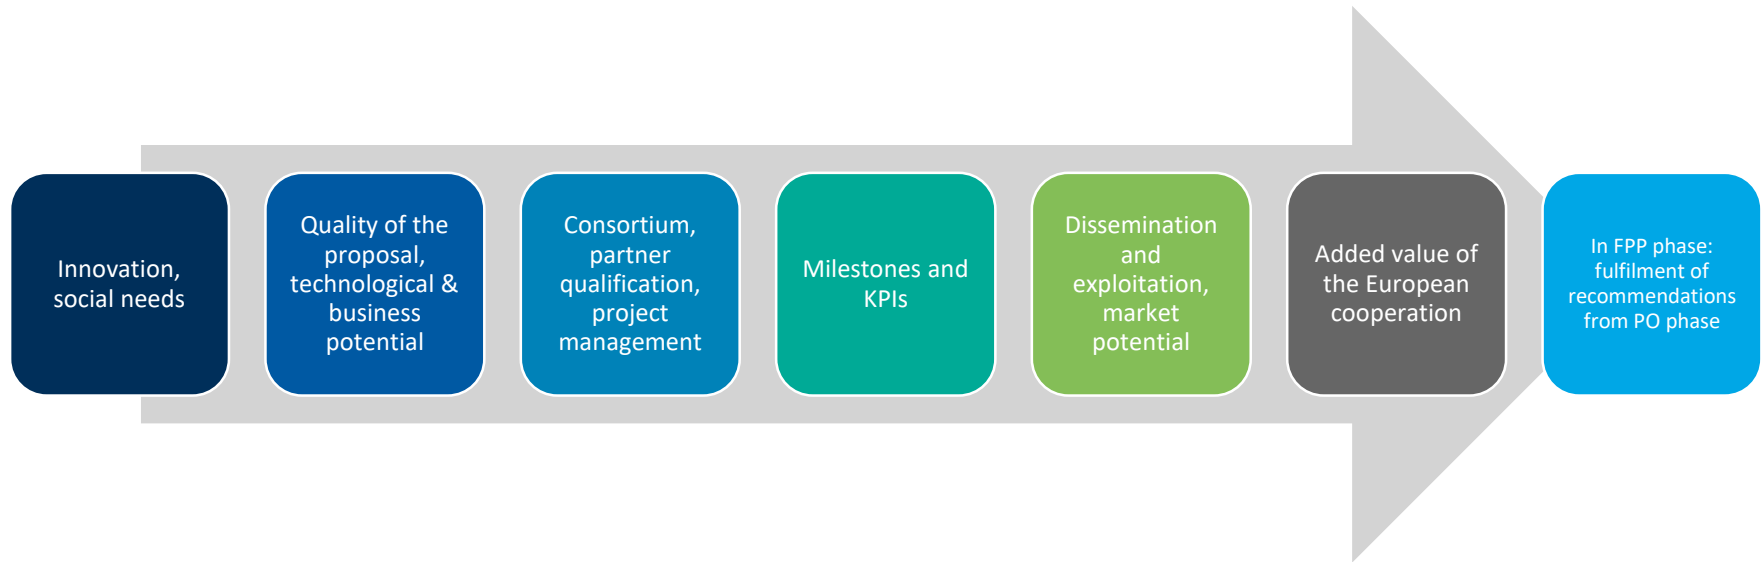 Innovation,
social needs
Quality of the
proposal,
technological &
business
potential
Consortium,
partner
qualification,
project
management
Milestones and
KPIs
Dissemination
and
exploitation,
market
potential
Added value of
the European
cooperation
In FPP phase:
fulfilment of
recommendations
from PO phase